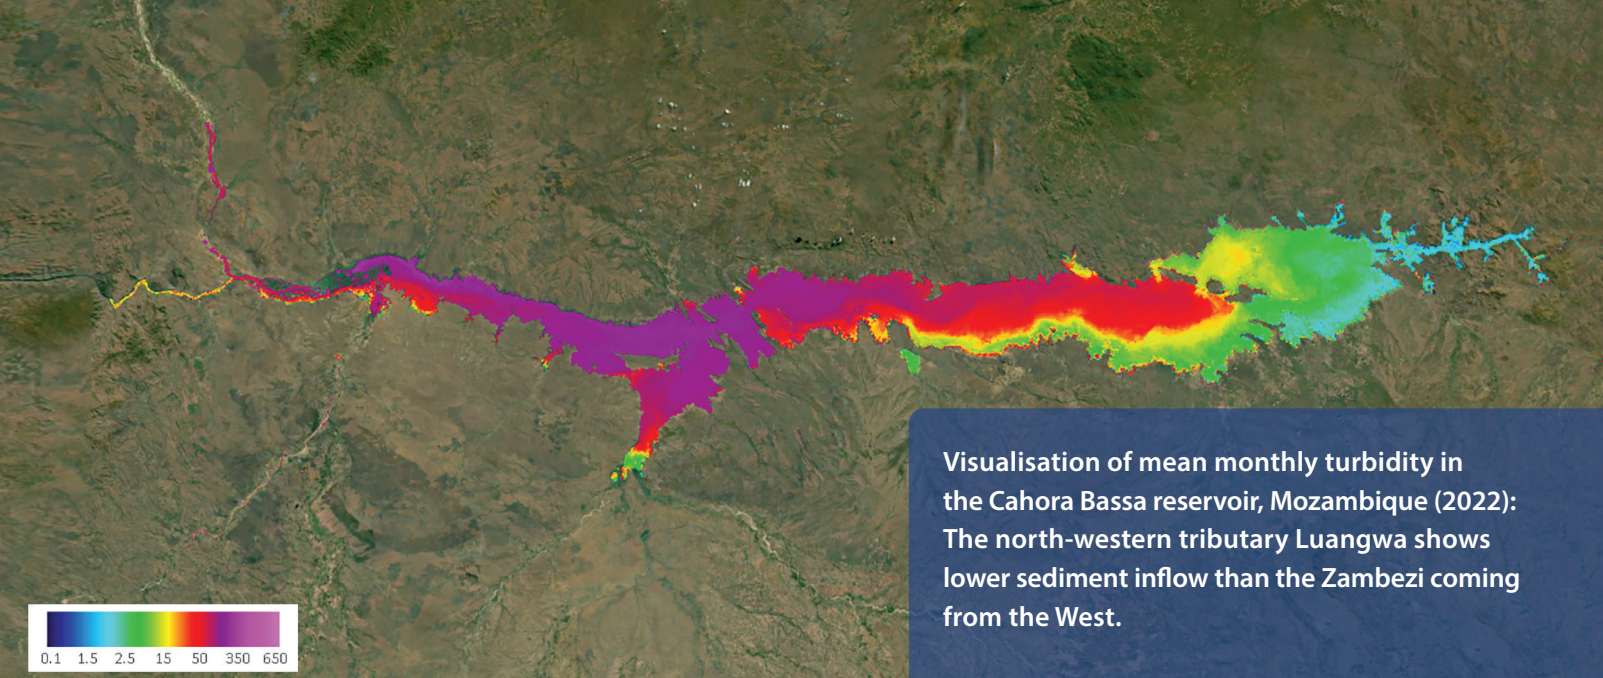 Visualisation of mean monthly turbidity in
the Cahora Bassa reservoir, Mozambique (2022):
The north-western tributary Luangwa shows
lower sediment inflow than the Zambezi coming
from the West.
0.1 1.5 2.5 15 50 350 650